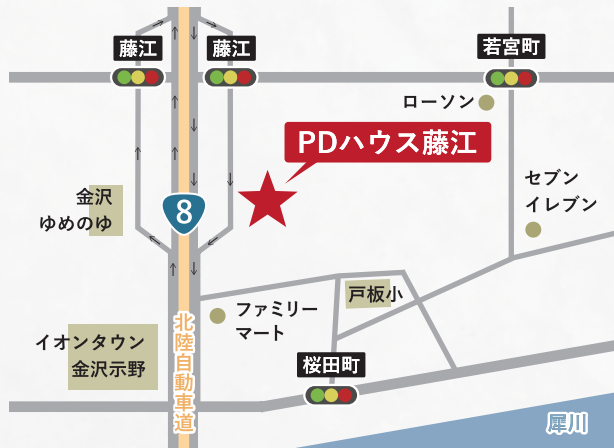 藤江
藤江
若宮町
ローソン
PDハウス藤江
セブン
イレブン
金沢
ゆめのゆ
8
戸板小
ファミリー
マート
イオンタウン
金沢示野
北陸自動車道
桜田町
犀川